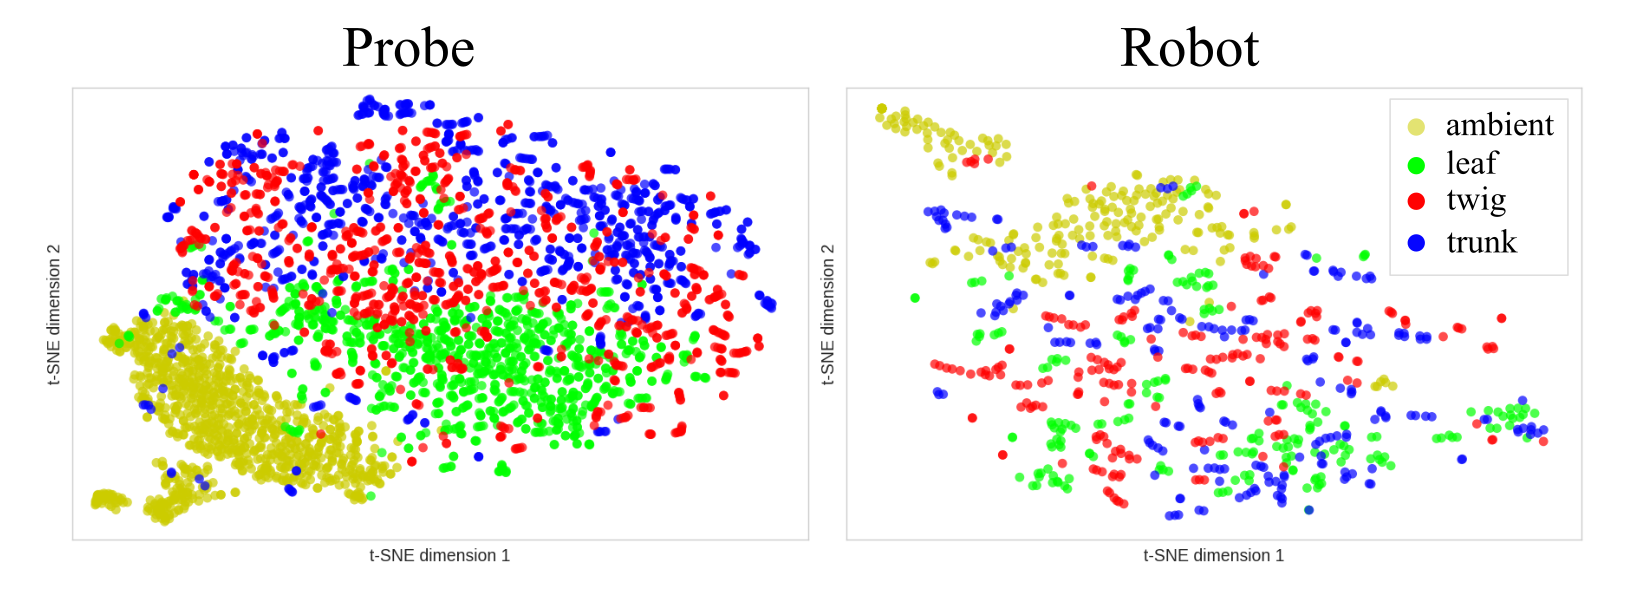 Probe
Robot
t-SNE dimension 2
t-SNE dimension 1
t-SNE dimension 2
t-SNE dimension 1
ambient
leaf
twig
trunk